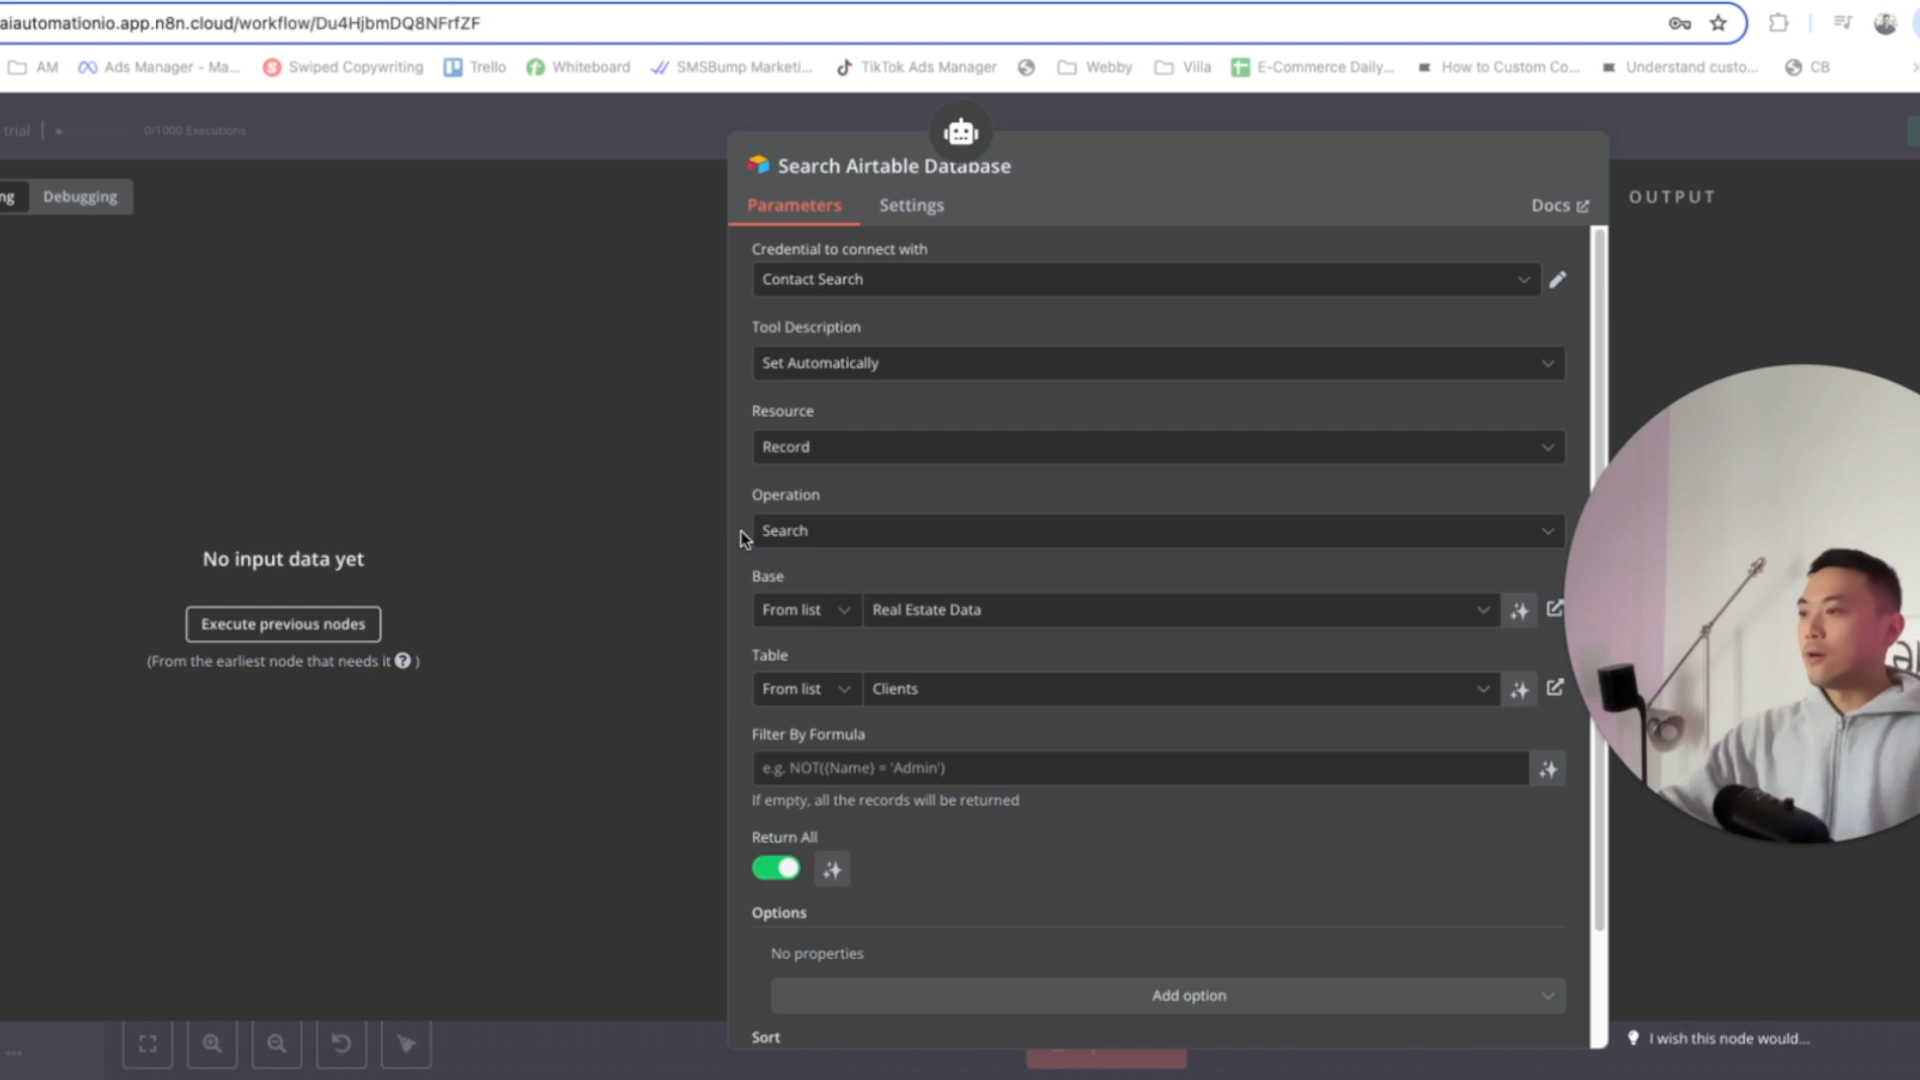 aiautomationio.app.n8n.cloud/workflow/Du4HjbmDQ8NFrfZF
AM Ads Manager - Ma... Swiped Copywriting Trello Whiteboard SMSBump Marketi... TikTok Ads Manager Webby Villa E-Commerce Daily... How to Custom Co... Understand custo... CB
trial 0/1000 Executions
Search Airtable Database
ng Debugging
Parameters Settings Docs
OUTPUT
Credential to connect with
Contact Search
Tool Description
Set Automatically
Resource
Record
Operation
Search
No input data yet
Execute previous nodes
(From the earliest node that needs it ? )
Base
From list Real Estate Data
Table
From list Clients
Filter By Formula
e.g. NOT({Name} = 'Admin')
If empty, all the records will be returned
Return All
Options
No properties
Add option
Sort
I wish this node would...